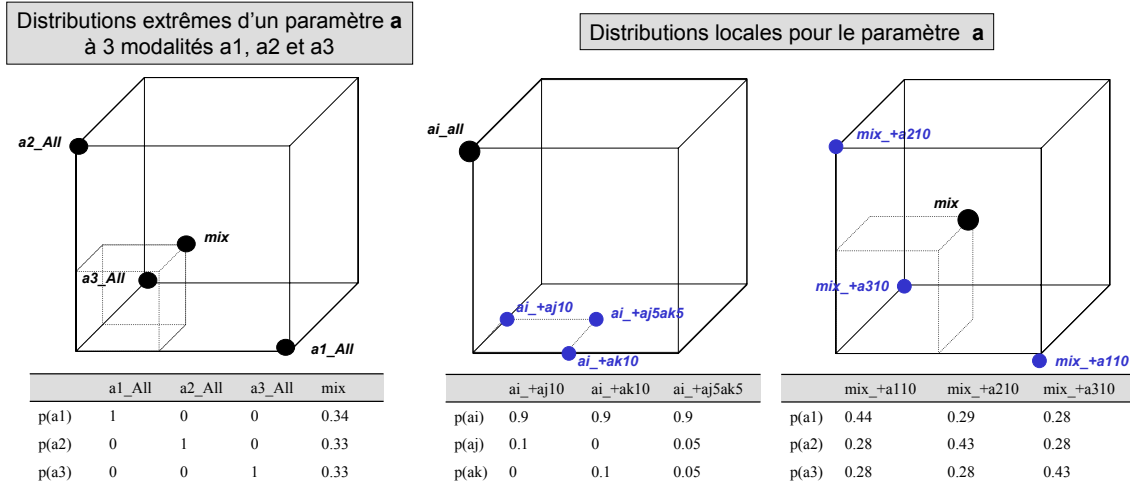 Distributions extrêmes d'un paramètre a
à 3 modalités a1, a2 et a3
Distributions locales pour le paramètre a
a2_All
mix
a3_All
a1_All
a1_All a2_All a3_All mix
p(a1) 1 0 0 0.34
p(a2) 0 1 0 0.33
p(a3) 0 0 1 0.33
ai_all
ai_+aj10
ai_+aj5ak5
ai_+ak10
ai_+aj10 ai_+ak10 ai_+aj5ak5
p(ai) 0.9 0.9 0.9
p(aj) 0.1 0 0.05
p(ak) 0 0.1 0.05
mix_+a210
mix
mix_+a310
mix_+a110
mix_+a110 mix_+a210 mix_+a310
p(a1) 0.44 0.29 0.28
p(a2) 0.28 0.43 0.28
p(a3) 0.28 0.28 0.43